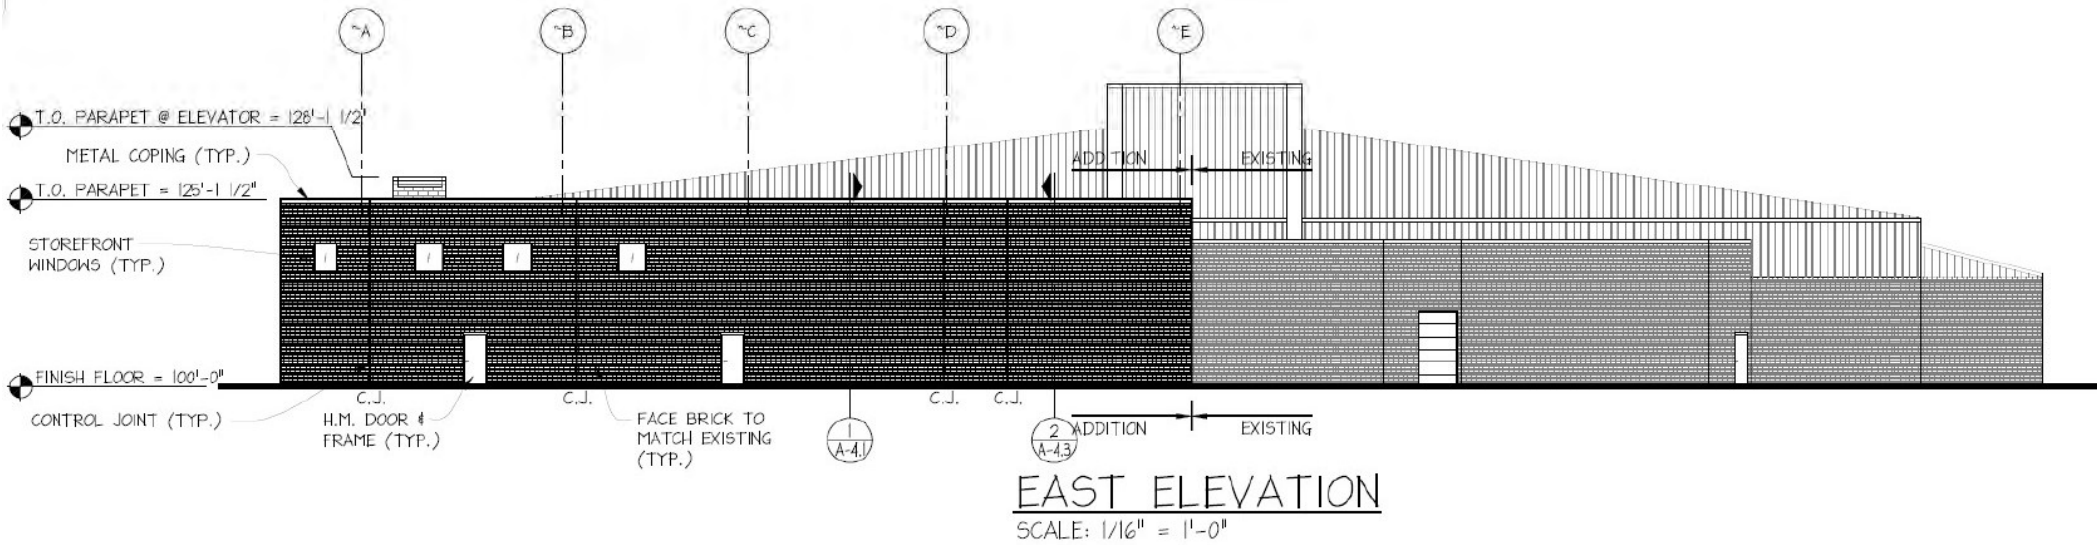 ~A
~B
~C
~D
~E
T.O. PARAPET @ ELEVATOR = 128'-1 1/2"
METAL COPING (TYP.)
T.O. PARAPET = 125'-1 1/2"
ADDITION
EXISTING
STOREFRONT
WINDOWS (TYP.)
FINISH FLOOR = 100'-0"
CONTROL JOINT (TYP.)
C.J.
C.J.
C.J.
C.J.
H.M. DOOR &
FRAME (TYP.)
FACE BRICK TO
MATCH EXISTING
(TYP.)
1
A-4.1
2
A-4.3
ADDITION
EXISTING
EAST ELEVATION
SCALE: 1/16" = 1'-0"